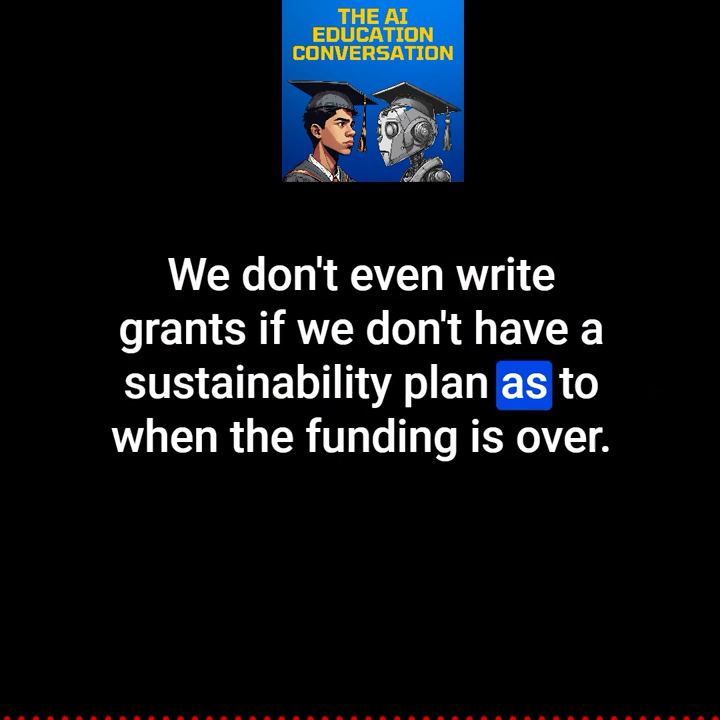 THE AI
EDUCATION
CONVERSATION
We don't even write
grants if we don't have a
sustainability plan as to
when the funding is over.